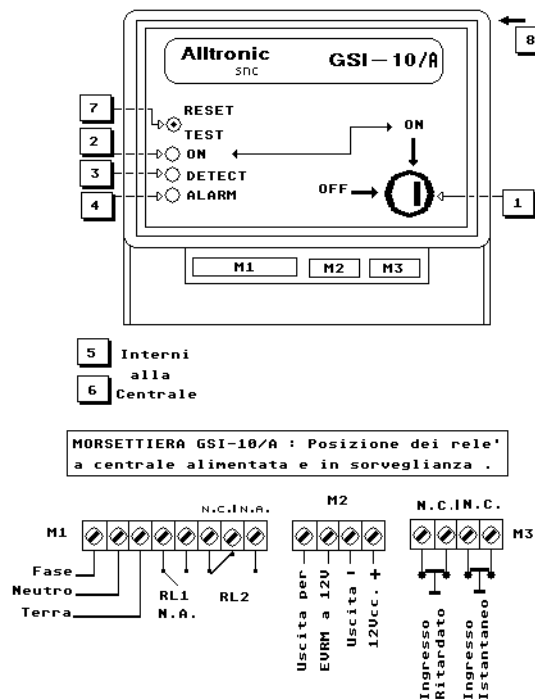 8
Alltronic
snc
GSI-10/A
7
RESET
TEST
2
ON
ON
3
DETECT
4
ALARM
OFF
1
M1
M2
M3
5
Interni
alla
6
Centrale
MORSETTIERA GSI-10/A : Posizione dei rele'
a centrale alimentata e in sorveglianza .
M1
N.C. N.A.
Fase
Neutro
Terra
RL1
N.A.
RL2
M2
Uscita per
EVRM a 12V
Uscita -
12Vcc. +
N.C. N.C.
M3
Ingresso
Ritardato
Ingresso
Istantaneo